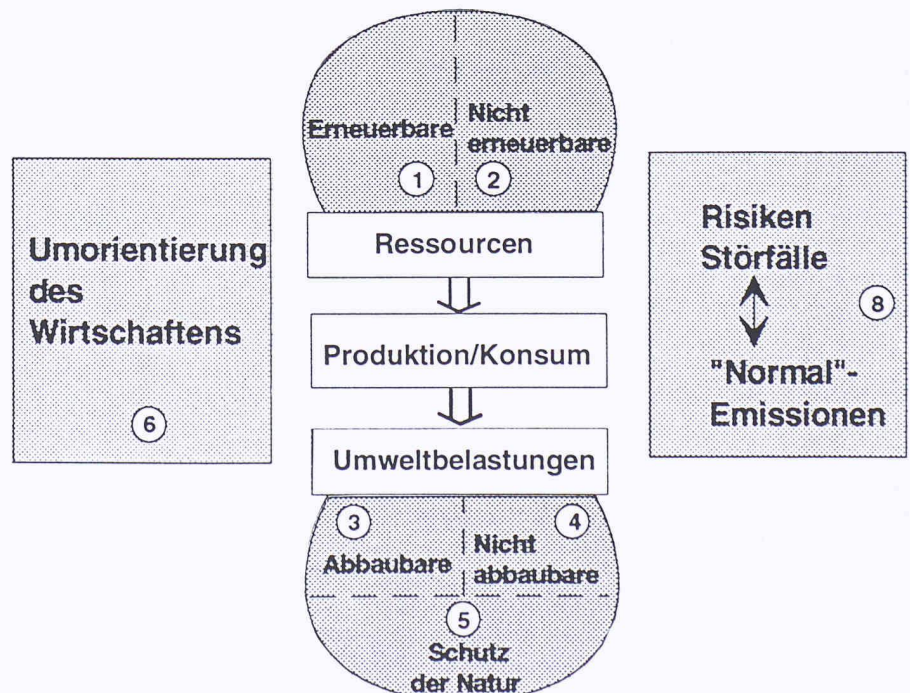 Erneuerbare
1
Nicht
erneuerbare
2
Ressourcen
Produktion/Konsum
Umweltbelastungen
3
Abbaubare
4
Nicht
abbaubare
5
Schutz
der Natur
Umorientierung
des
Wirtschaftens
6
Risiken
Störfälle
8
"Normal"-
Emissionen